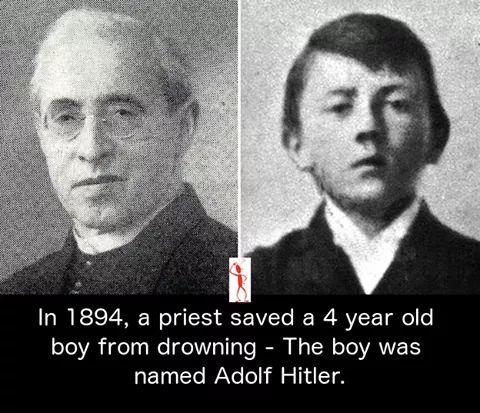 In 1894, a priest saved a 4 year old
boy from drowning - The boy was
named Adolf Hitler.